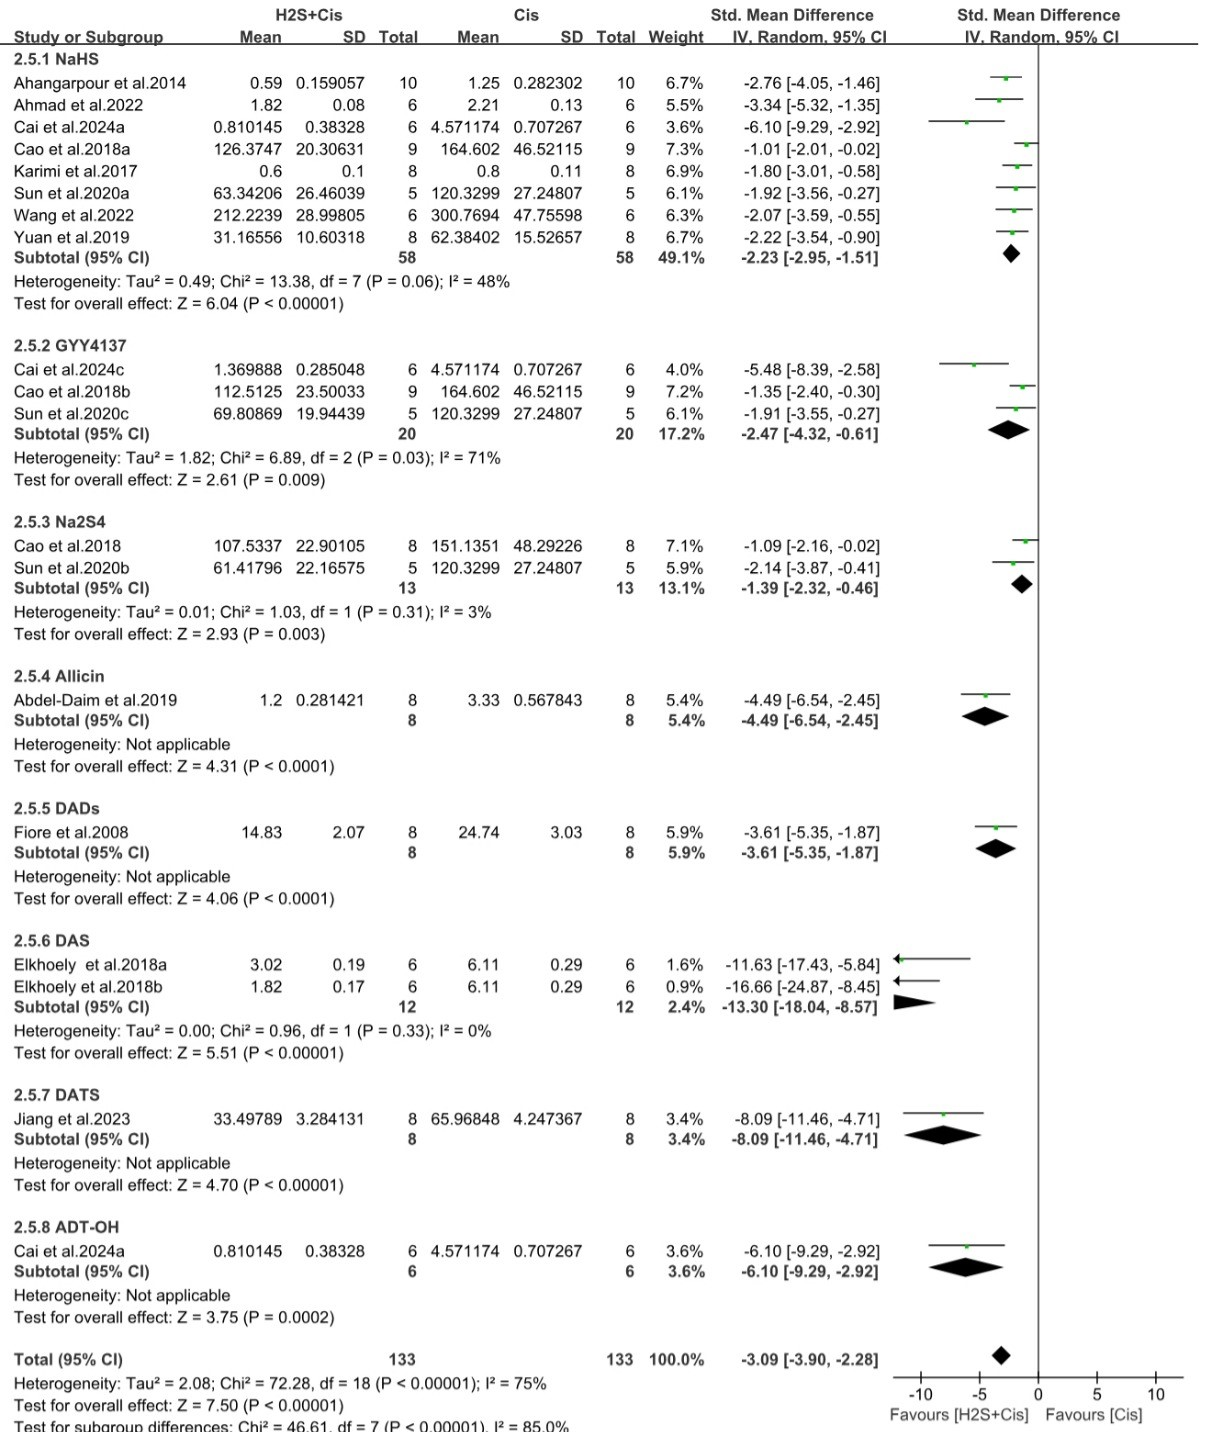 H2S+Cis Cis Std. Mean Difference Std. Mean Difference
Study or Subgroup Mean SD Total Mean SD Total Weight IV, Random, 95% CI IV, Random, 95% CI
2.5.1 NaHS
Ahangarpour et al.2014 0.59 0.159057 10 1.25 0.282302 10 6.7% -2.76 [-4.05, -1.46]
Ahmad et al.2022 1.82 0.08 6 2.21 0.13 6 5.5% -3.34 [-5.32, -1.35]
Cai et al.2024a 0.810145 0.38328 6 4.571174 0.707267 6 3.6% -6.10 [-9.29, -2.92]
Cao et al.2018a 126.3747 20.30631 9 164.602 46.52115 9 7.3% -1.01 [-2.01, -0.02]
Karimi et al.2017 0.6 0.1 8 0.8 0.11 8 6.9% -1.80 [-3.01, -0.58]
Sun et al.2020a 63.34206 26.46039 5 120.3299 27.24807 5 6.1% -1.92 [-3.56, -0.27]
Wang et al.2022 212.2239 28.99805 6 300.7694 47.75598 6 6.3% -2.07 [-3.59, -0.55]
Yuan et al.2019 31.16556 10.60318 8 62.38402 15.52657 8 6.7% -2.22 [-3.54, -0.90]
Subtotal (95% CI) 58 58 49.1% -2.23 [-2.95, -1.51]
Heterogeneity: Tau² = 0.49; Chi² = 13.38, df = 7 (P = 0.06); I² = 48%
Test for overall effect: Z = 6.04 (P < 0.00001)
2.5.2 GYY4137
Cai et al.2024c 1.369888 0.285048 6 4.571174 0.707267 6 4.0% -5.48 [-8.39, -2.58]
Cao et al.2018b 112.5125 23.50033 9 164.602 46.52115 9 7.2% -1.35 [-2.40, -0.30]
Sun et al.2020c 69.80869 19.94439 5 120.3299 27.24807 5 6.1% -1.91 [-3.55, -0.27]
Subtotal (95% CI) 20 20 17.2% -2.47 [-4.32, -0.61]
Heterogeneity: Tau² = 1.82; Chi² = 6.89, df = 2 (P = 0.03); I² = 71%
Test for overall effect: Z = 2.61 (P = 0.009)
2.5.3 Na2S4
Cao et al.2018 107.5337 22.90105 8 151.1351 48.29226 8 7.1% -1.09 [-2.16, -0.02]
Sun et al.2020b 61.41796 22.16575 5 120.3299 27.24807 5 5.9% -2.14 [-3.87, -0.41]
Subtotal (95% CI) 13 13 13.1% -1.39 [-2.32, -0.46]
Heterogeneity: Tau² = 0.01; Chi² = 1.03, df = 1 (P = 0.31); I² = 3%
Test for overall effect: Z = 2.93 (P = 0.003)
2.5.4 Allicin
Abdel-Daim et al.2019 1.2 0.281421 8 3.33 0.567843 8 5.4% -4.49 [-6.54, -2.45]
Subtotal (95% CI) 8 8 5.4% -4.49 [-6.54, -2.45]
Heterogeneity: Not applicable
Test for overall effect: Z = 4.31 (P < 0.0001)
2.5.5 DADs
Fiore et al.2008 14.83 2.07 8 24.74 3.03 8 5.9% -3.61 [-5.35, -1.87]
Subtotal (95% CI) 8 8 5.9% -3.61 [-5.35, -1.87]
Heterogeneity: Not applicable
Test for overall effect: Z = 4.06 (P < 0.0001)
2.5.6 DAS
Elkhoely et al.2018a 3.02 0.19 6 6.11 0.29 6 1.6% -11.63 [-17.43, -5.84]
Elkhoely et al.2018b 1.82 0.17 6 6.11 0.29 6 0.9% -16.66 [-24.87, -8.45]
Subtotal (95% CI) 12 12 2.4% -13.30 [-18.04, -8.57]
Heterogeneity: Tau² = 0.00; Chi² = 0.96, df = 1 (P = 0.33); I² = 0%
Test for overall effect: Z = 5.51 (P < 0.00001)
2.5.7 DATS
Jiang et al.2023 33.49789 3.284131 8 65.96848 4.247367 8 3.4% -8.09 [-11.46, -4.71]
Subtotal (95% CI) 8 8 3.4% -8.09 [-11.46, -4.71]
Heterogeneity: Not applicable
Test for overall effect: Z = 4.70 (P < 0.00001)
2.5.8 ADT-OH
Cai et al.2024a 0.810145 0.38328 6 4.571174 0.707267 6 3.6% -6.10 [-9.29, -2.92]
Subtotal (95% CI) 6 6 3.6% -6.10 [-9.29, -2.92]
Heterogeneity: Not applicable
Test for overall effect: Z = 3.75 (P = 0.0002)
Total (95% CI) 133 133 100.0% -3.09 [-3.90, -2.28]
Heterogeneity: Tau² = 2.08; Chi² = 72.28, df = 18 (P < 0.00001); I² = 75%
-10 -5 0 5 10
Test for overall effect: Z = 7.50 (P < 0.00001)
Favours [H2S+Cis] Favours [Cis]
Test for subgroup differences: Chi² = 46.61, df = 7 (P < 0.00001), I² = 85.0%